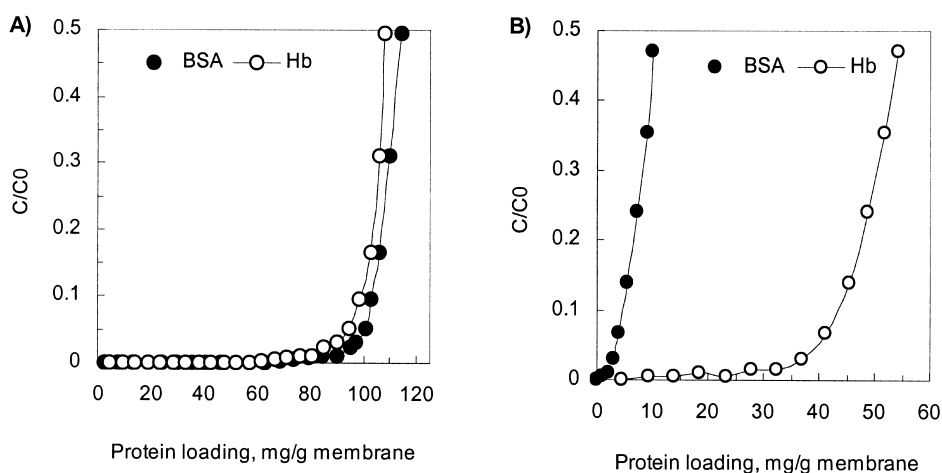 A)
0.5
0.4
0.3
0.2
0.1
0
C/C0
BSA Hb
0 20 40 60 80 100 120
Protein loading, mg/g membrane
B)
0.5
0.4
0.3
0.2
0.1
0
C/C0
BSA Hb
0 10 20 30 40 50 60
Protein loading, mg/g membrane